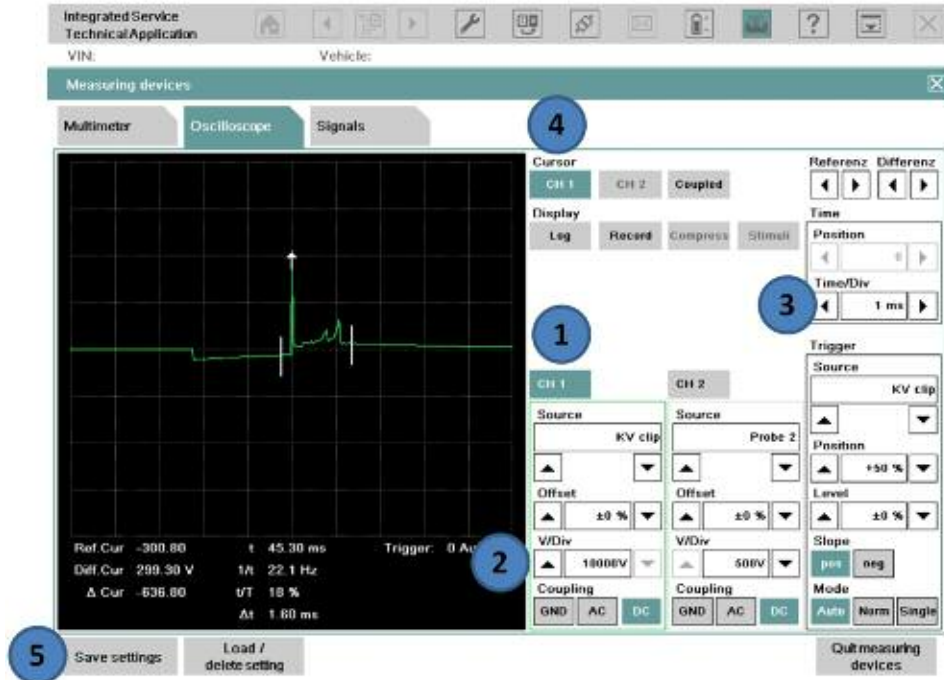 Integrated Service
Technical Application
VIN:
Vehicle:
Measuring devices
Multimeter
Oscilloscope
Signals
4
Cursor
CH 1
CH 2
Coupled
Referenz
Differenz
Display
Log
Record
Compress
Stimuli
Time
Position
0
3
Time/Div
1 ms
1
CH 1
CH 2
Trigger
Source
KV clip
Source
KV clip
Source
Probe 2
Position
+50 %
Offset
±0 %
Offset
±0 %
Level
±0 %
2
V/Div
10000V
V/Div
500V
Slope
pos
neg
Coupling
GND
AC
DC
Coupling
GND
AC
DC
Mode
Auto
Norm
Single
Ref.Cur -300.80
t 45.30 ms
Trigger: 0 Au
Diff.Cur 299.30 V
1/t 22.1 Hz
Δ Cur -636.80
t/T 18 %
Δt 1.60 ms
5
Save settings
Load /
delete setting
Quit measuring
devices